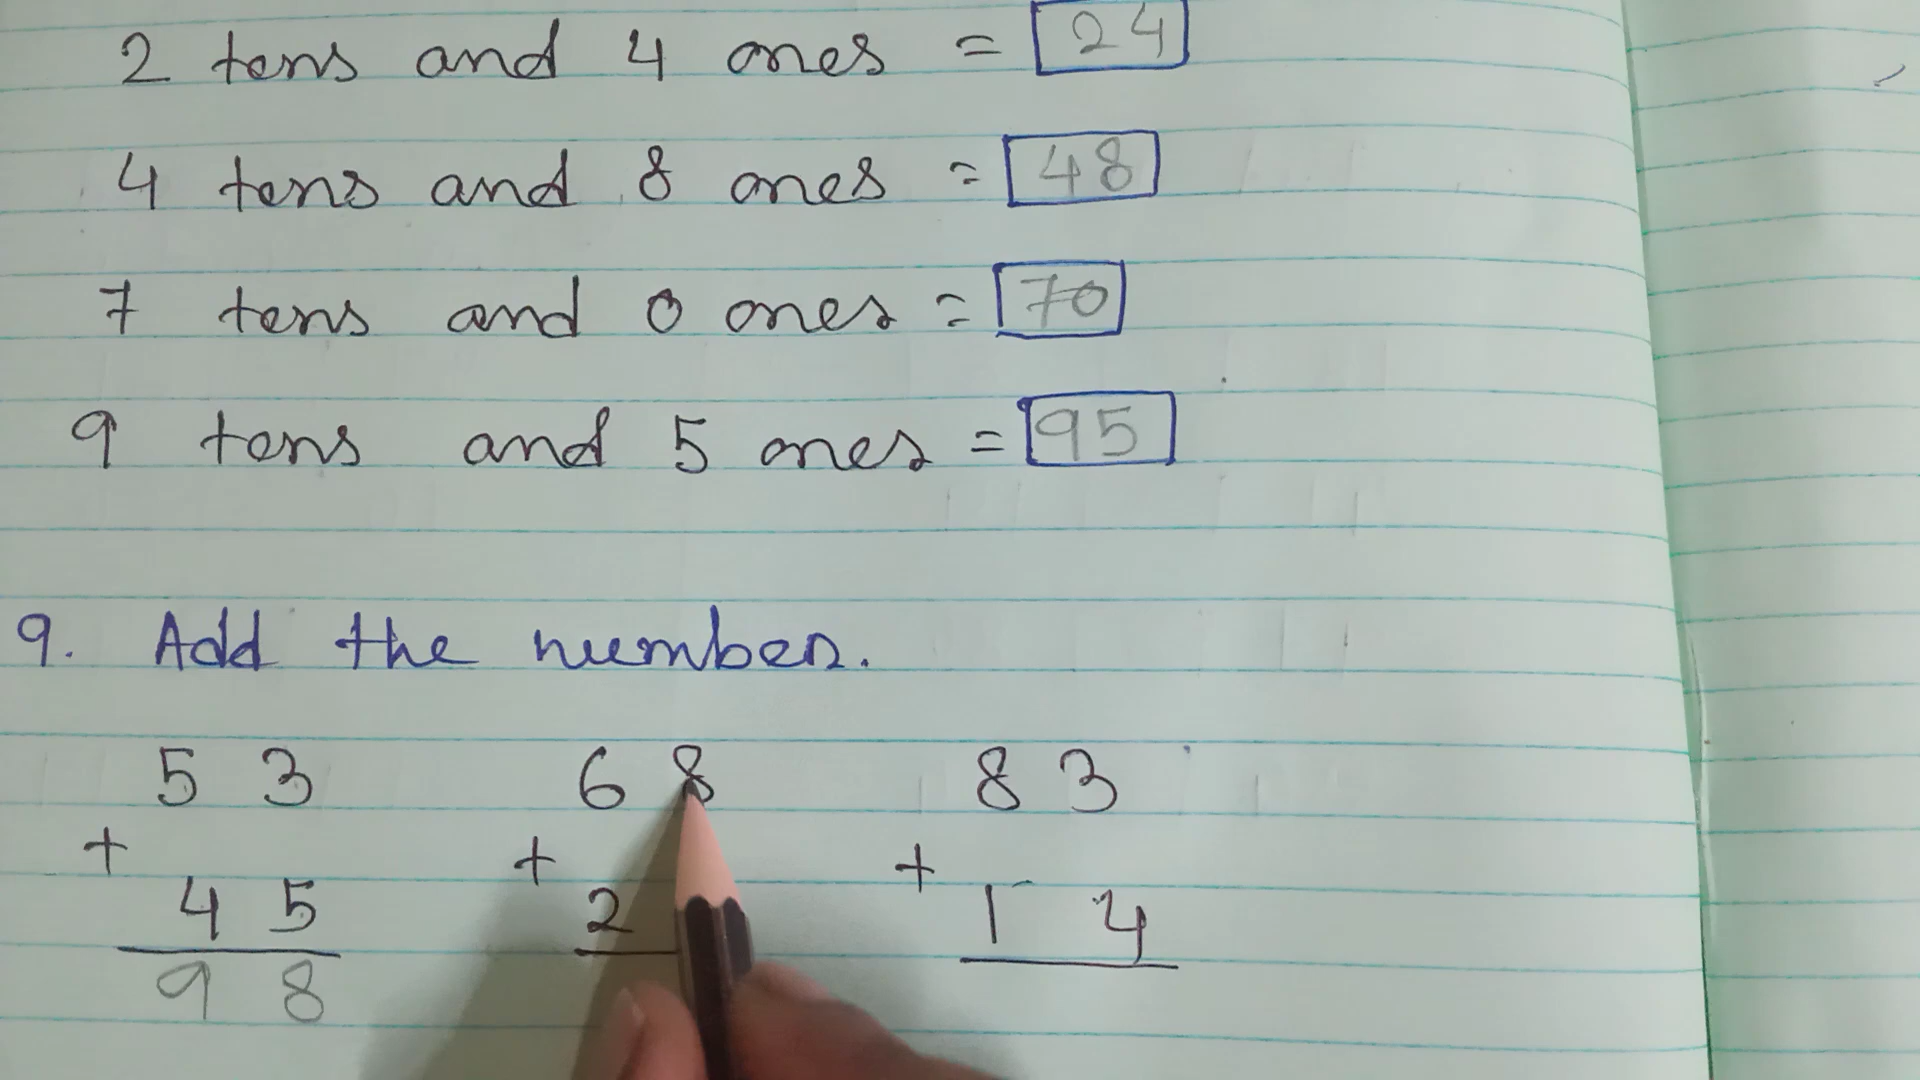 2 tens and 4 ones = 24
4 tens and 8 ones = 48
7 tens and 0 ones = 70
9 tens and 5 ones = 95
9. Add the number.
53 68 83
+ + +
45 2 14
98